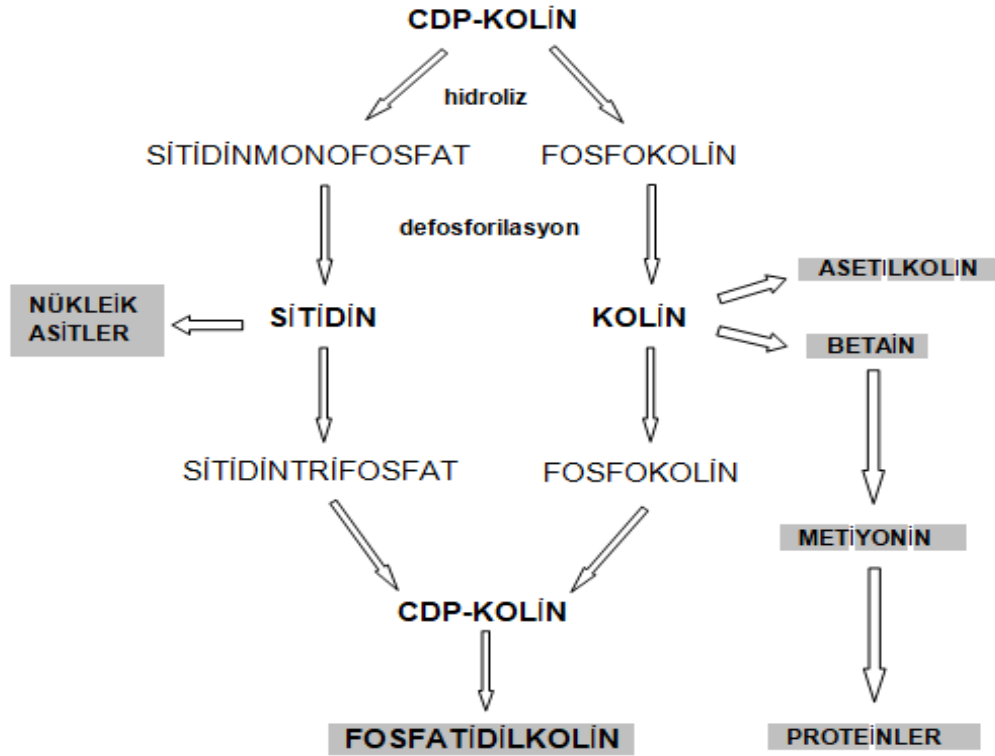 CDP-KOLİN
hidroliz
SİTİDİNMONOFOSFAT
FOSFOKOLİN
defosforilasyon
ASETİLKOLİN
NÜKLEİK
ASİTLER
SİTİDİN
KOLİN
BETAİN
SİTİDİNTRİFOSFAT
FOSFOKOLİN
METİYONİN
CDP-KOLİN
FOSFATİDİLKOLİN
PROTEİNLER